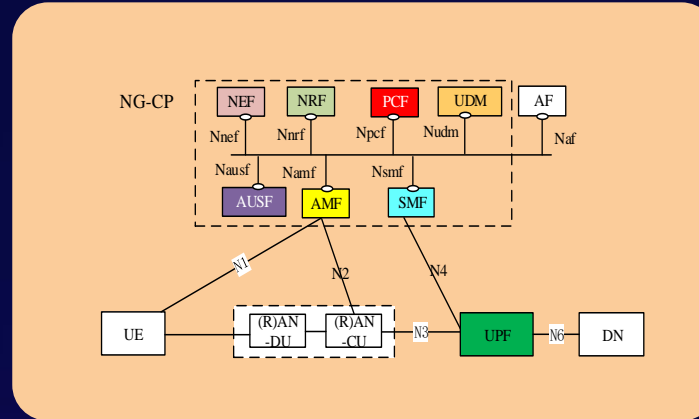 NG-CP
NEF
NRF
PCF
UDM
AF
Nnef
Nnrf
Npcf
Nudm
Naf
Nausf
Namf
Nsmf
AUSF
AMF
SMF
N1
N2
N4
UE
(R)AN
-DU
(R)AN
-CU
N3
UPF
N6
DN